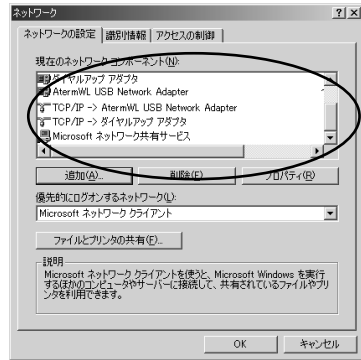 ネットワーク
ネットワークの設定 識別情報 アクセスの制御
現在のネットワーク コンポーネント(N):
ダイヤルアップ アダプタ
AtermWL USB Network Adapter
TCP/IP -> AtermWL USB Network Adapter
TCP/IP -> ダイヤルアップ アダプタ
Microsoft ネットワーク共有サービス
追加(A)... 削除(E) プロパティ(R)
優先的にログオンするネットワーク(L):
Microsoft ネットワーク クライアント
ファイルとプリンタの共有(F)...
説明
Microsoft ネットワーク クライアントを使うと、Microsoft Windows を実行
するほかのコンピュータやサーバーに接続して、共有されているファイルやプリ
ンタを利用できます。
OK キャンセル